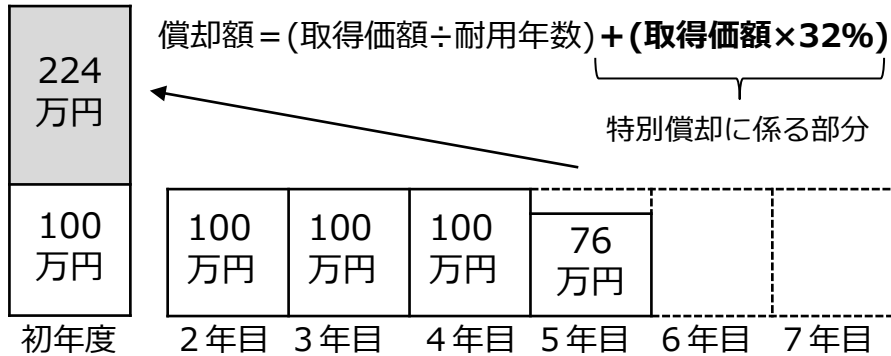 償却額＝(取得価額÷耐用年数)＋(取得価額×32%)
特別償却に係る部分
224
万円
100
万円
100
万円
100
万円
100
万円
76
万円
初年度
２年目
３年目
４年目
５年目
６年目
７年目